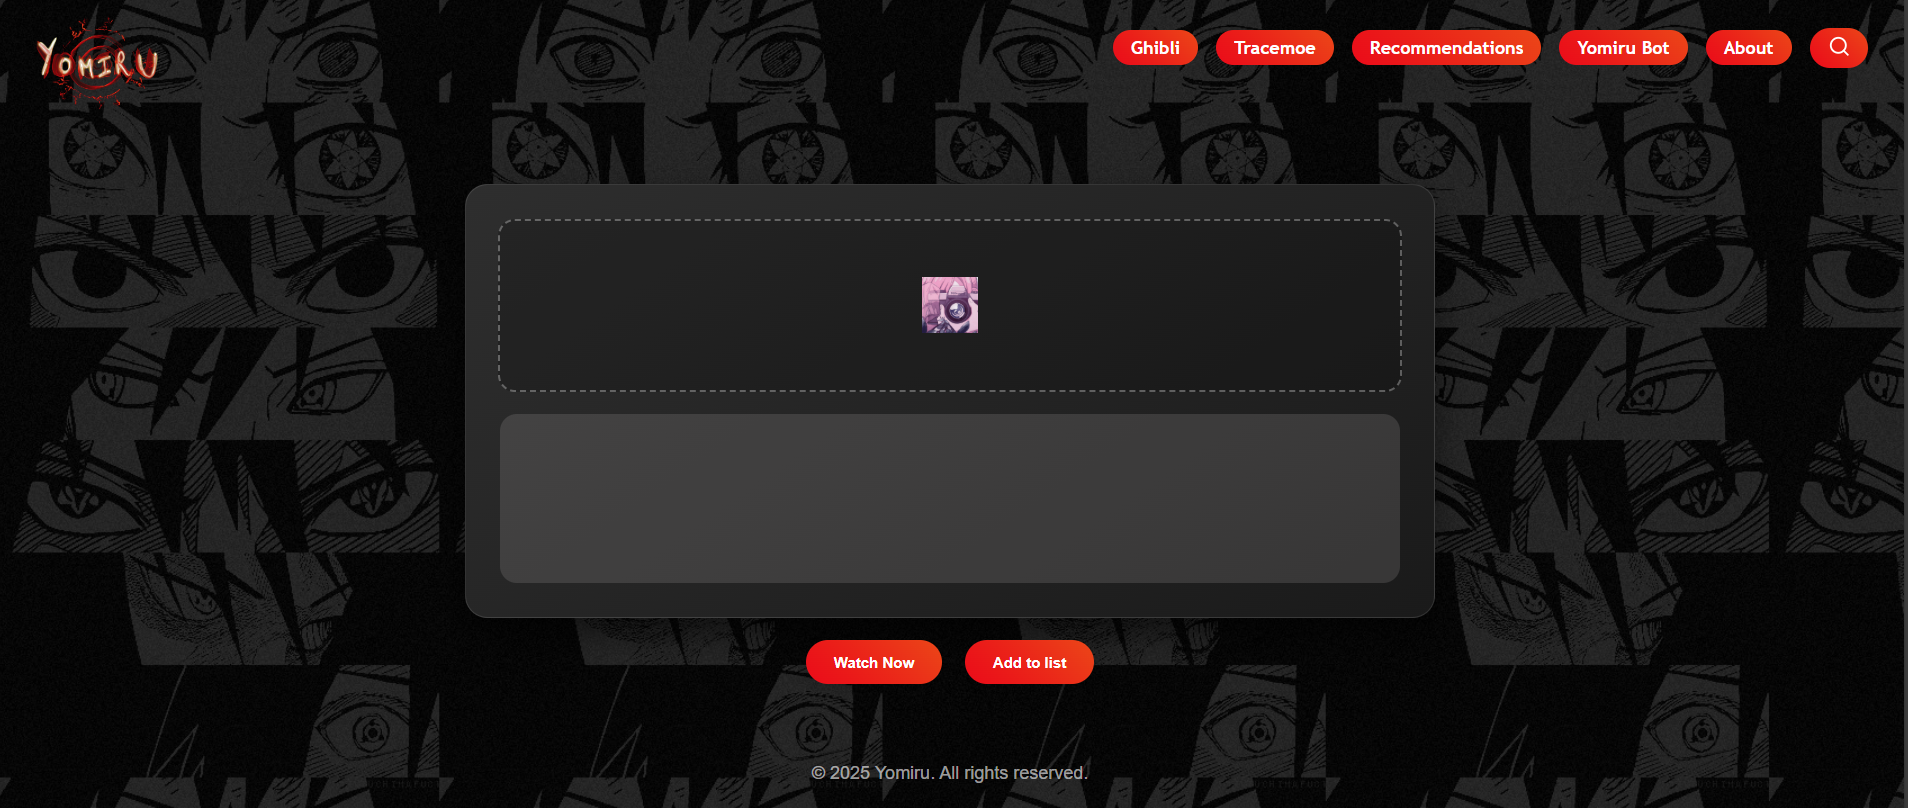 YOMIRU
Ghibli
Tracemoe
Recommendations
Yomiru Bot
About
Watch Now
Add to list
© 2025 Yomiru. All rights reserved.